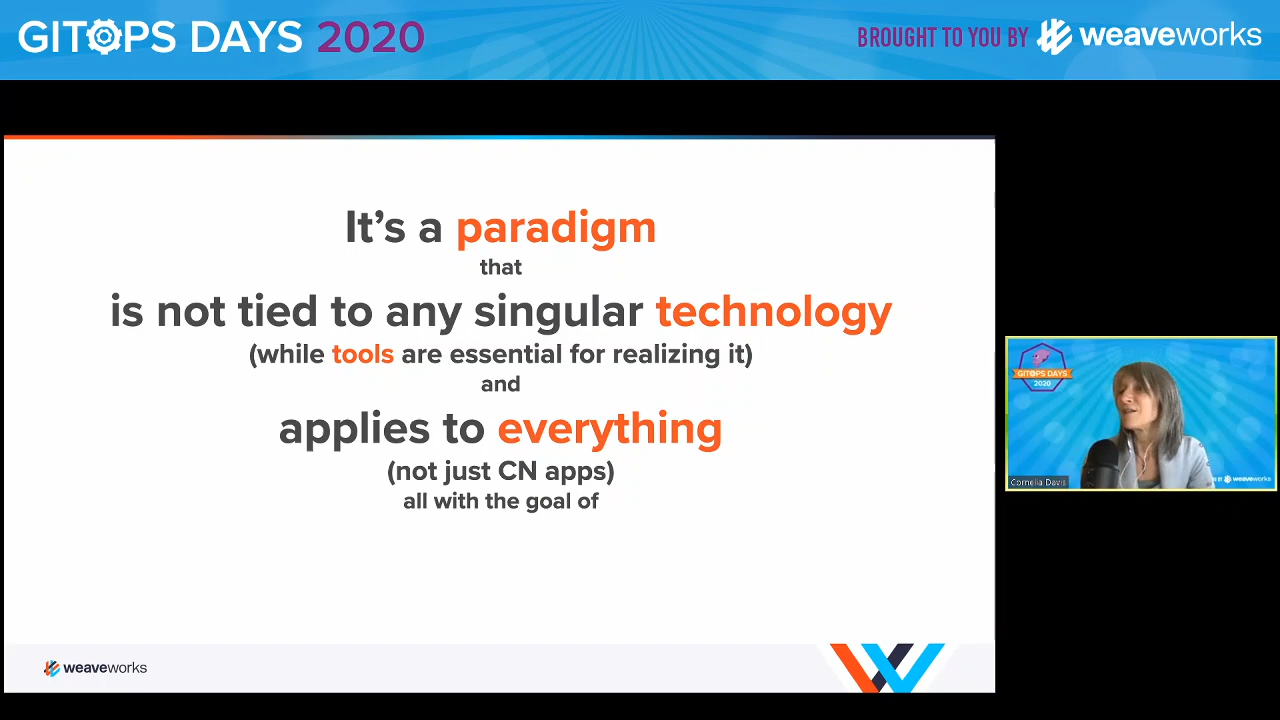 GITOPS DAYS 2020
BROUGHT TO YOU BY weaveworks
It's a paradigm
that
is not tied to any singular technology
(while tools are essential for realizing it)
and
applies to everything
(not just CN apps)
all with the goal of
weaveworks
GITOPS DAYS
2020
Cornelia Davis
BY weaveworks